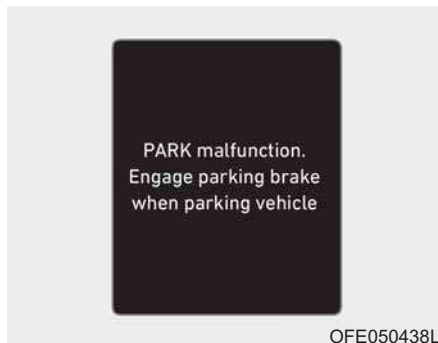 PARK malfunction.
Engage parking brake
when parking vehicle
OFE050438L